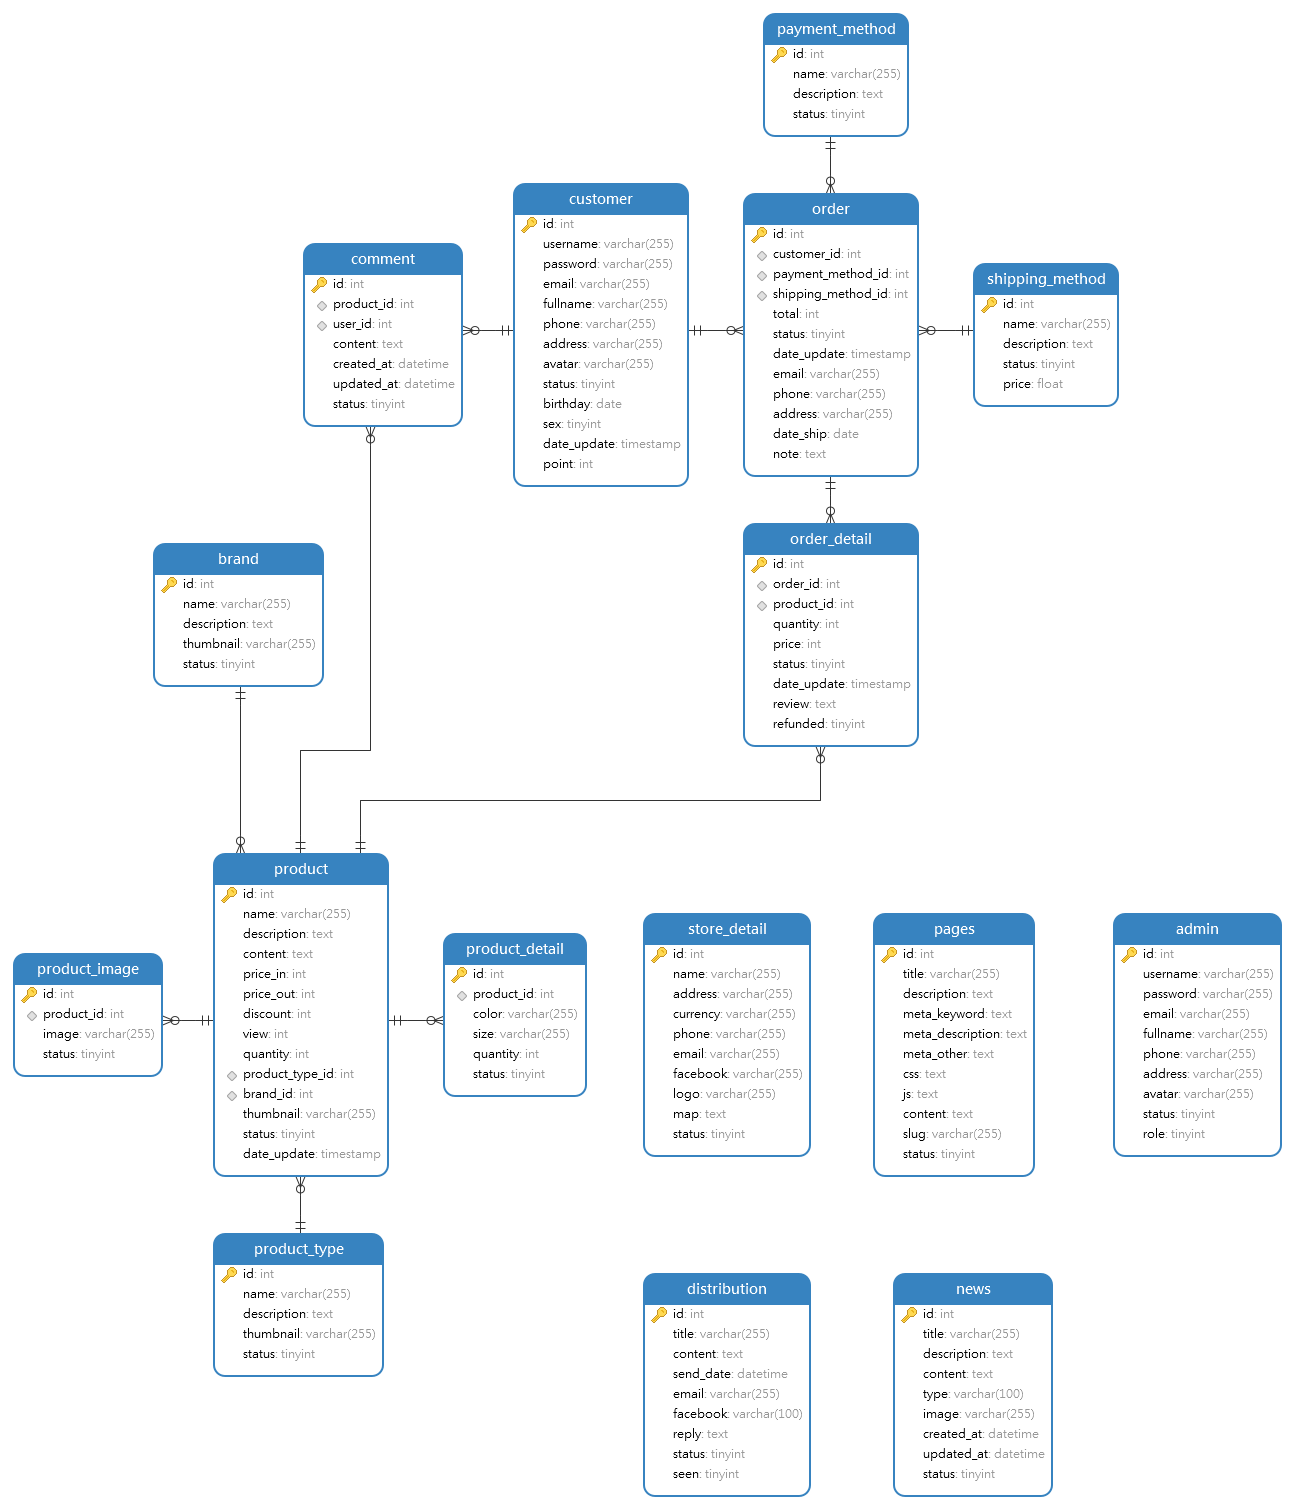 payment_method
id: int
name: varchar(255)
description: text
status: tinyint
customer
id: int
username: varchar(255)
password: varchar(255)
email: varchar(255)
fullname: varchar(255)
phone: varchar(255)
address: varchar(255)
avatar: varchar(255)
status: tinyint
birthday: date
sex: tinyint
date_update: timestamp
point: int
order
id: int
customer_id: int
payment_method_id: int
shipping_method_id: int
total: int
status: tinyint
date_update: timestamp
email: varchar(255)
phone: varchar(255)
address: varchar(255)
date_ship: date
note: text
comment
id: int
product_id: int
user_id: int
content: text
created_at: datetime
updated_at: datetime
status: tinyint
shipping_method
id: int
name: varchar(255)
description: text
status: tinyint
price: float
order_detail
id: int
order_id: int
product_id: int
quantity: int
price: int
status: tinyint
date_update: timestamp
review: text
refunded: tinyint
brand
id: int
name: varchar(255)
description: text
thumbnail: varchar(255)
status: tinyint
product
id: int
name: varchar(255)
description: text
content: text
price_in: int
price_out: int
discount: int
view: int
quantity: int
product_type_id: int
brand_id: int
thumbnail: varchar(255)
status: tinyint
date_update: timestamp
product_image
id: int
product_id: int
image: varchar(255)
status: tinyint
product_detail
id: int
product_id: int
color: varchar(255)
size: varchar(255)
quantity: int
status: tinyint
store_detail
id: int
name: varchar(255)
address: varchar(255)
currency: varchar(255)
phone: varchar(255)
email: varchar(255)
facebook: varchar(255)
logo: varchar(255)
map: text
status: tinyint
pages
id: int
title: varchar(255)
description: text
meta_keyword: text
meta_description: text
meta_other: text
css: text
js: text
content: text
slug: varchar(255)
status: tinyint
admin
id: int
username: varchar(255)
password: varchar(255)
email: varchar(255)
fullname: varchar(255)
phone: varchar(255)
address: varchar(255)
avatar: varchar(255)
status: tinyint
role: tinyint
product_type
id: int
name: varchar(255)
description: text
thumbnail: varchar(255)
status: tinyint
distribution
id: int
title: varchar(255)
content: text
send_date: datetime
email: varchar(255)
facebook: varchar(100)
reply: text
status: tinyint
seen: tinyint
news
id: int
title: varchar(255)
description: text
content: text
type: varchar(100)
image: varchar(255)
created_at: datetime
updated_at: datetime
status: tinyint